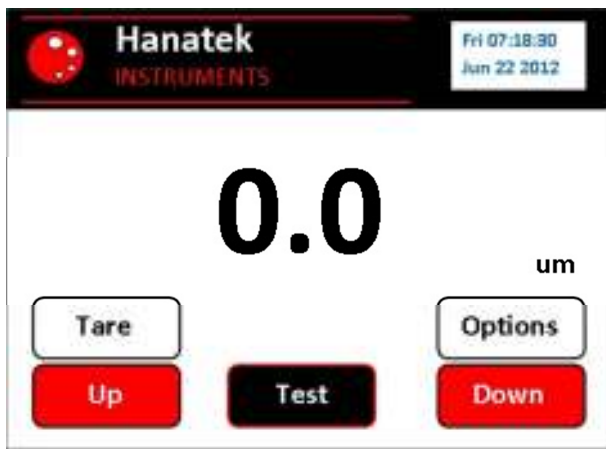 Hanatek
INSTRUMENTS
Fri 07:18:30
Jun 22 2012
0.0
um
Tare
Options
Up
Test
Down